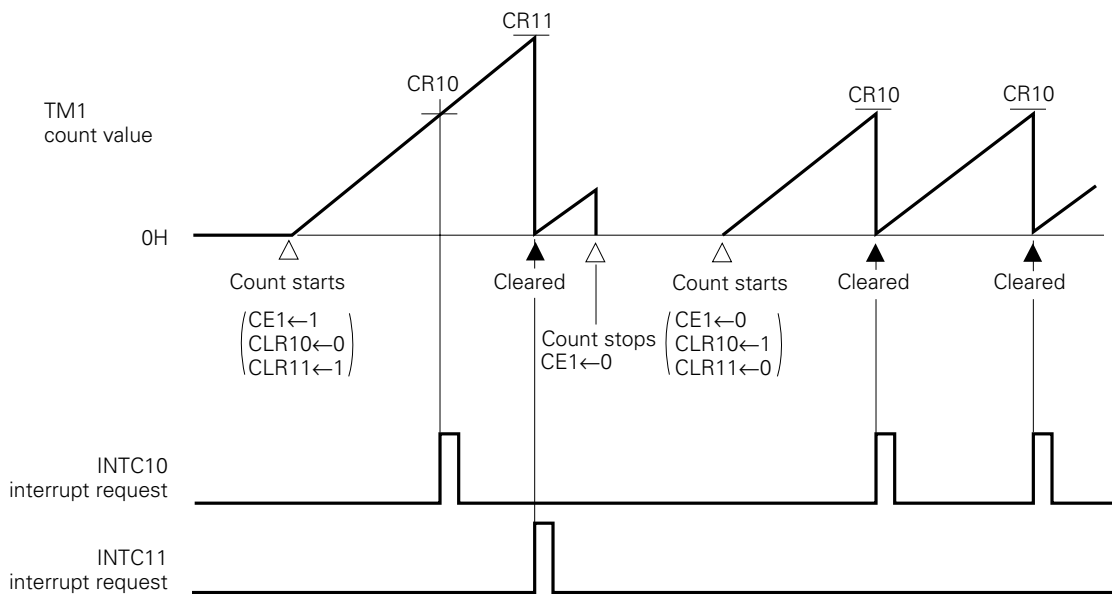 CR11
CR10
CR10
CR10
TM1
count value
0H
Count starts
CE1←1
CLR10←0
CLR11←1
Cleared
Count stops
CE1←0
Count starts
CE1←0
CLR10←1
CLR11←0
Cleared
Cleared
INTC10
interrupt request
INTC11
interrupt request